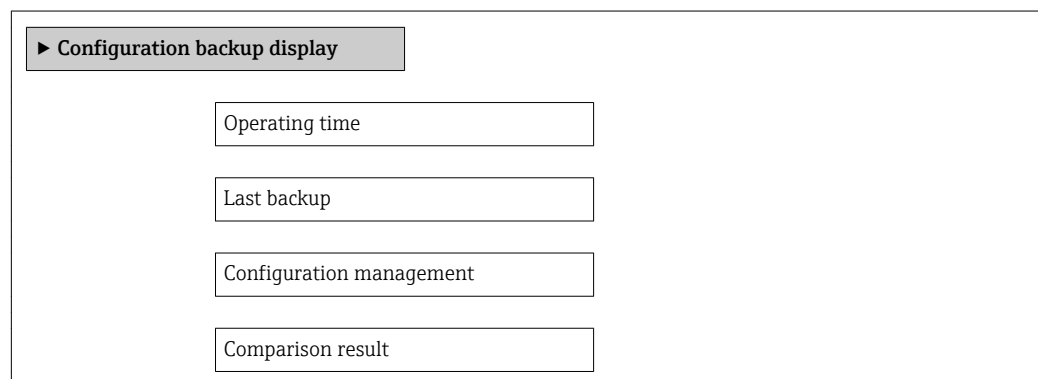 ▶ Configuration backup display
Operating time
Last backup
Configuration management
Comparison result